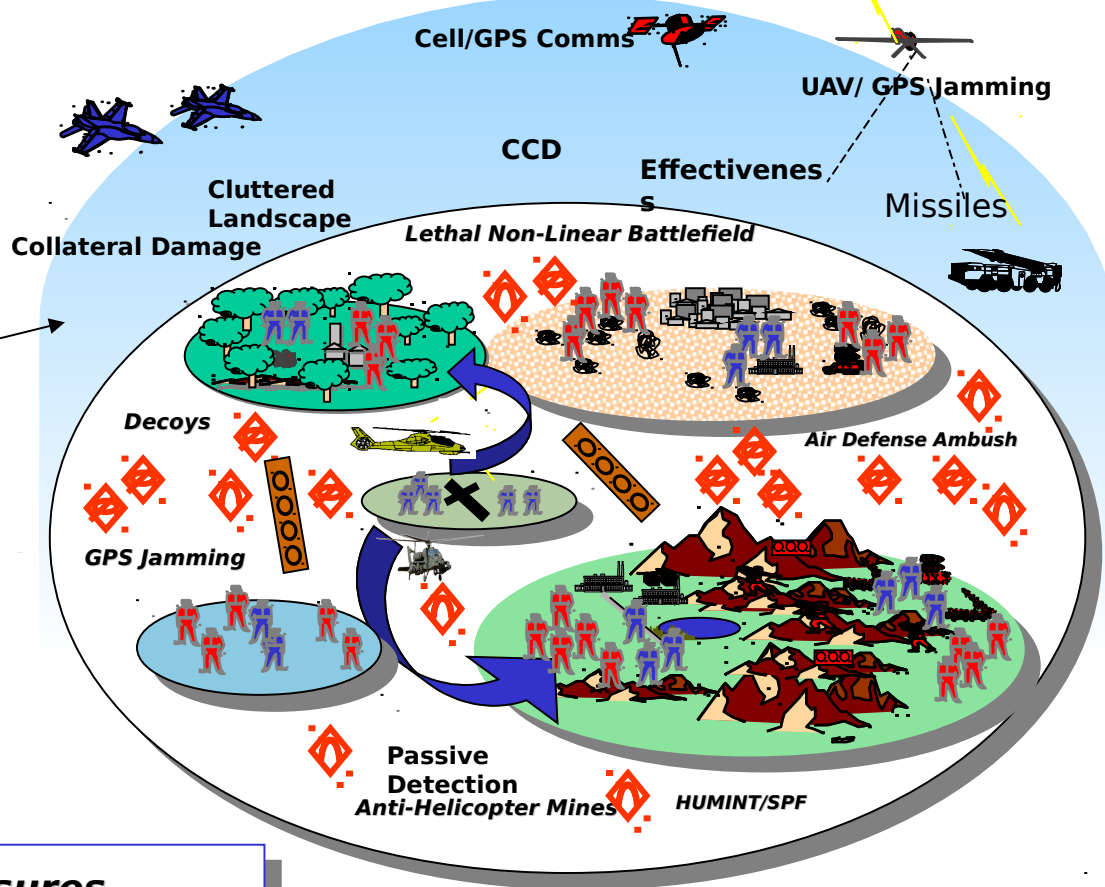 Cell/GPS Comms
UAV/ GPS Jamming
CCD
Effectivenes
s
Cluttered
Landscape
Missiles
Collateral Damage
Lethal Non-Linear Battlefield
Decoys
Air Defense Ambush
GPS Jamming
Passive
Detection
Anti-Helicopter Mines
HUMINT/SPF
sures